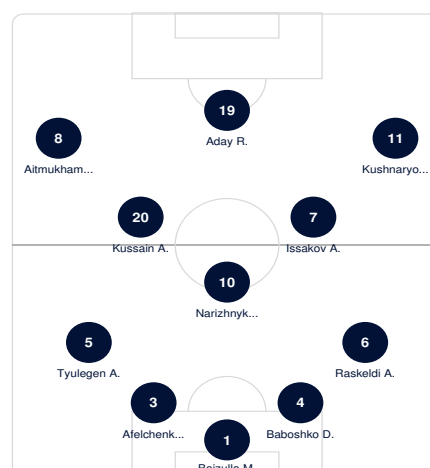 19
Aday R.
8
Aitmukham...
11
Kushnaryo...
20
Kussain A.
7
Issakov A.
10
Narizhnyk...
5
Tyulegen A.
6
Raskeldi A.
3
Afelchenk...
4
Baboshko D.
1